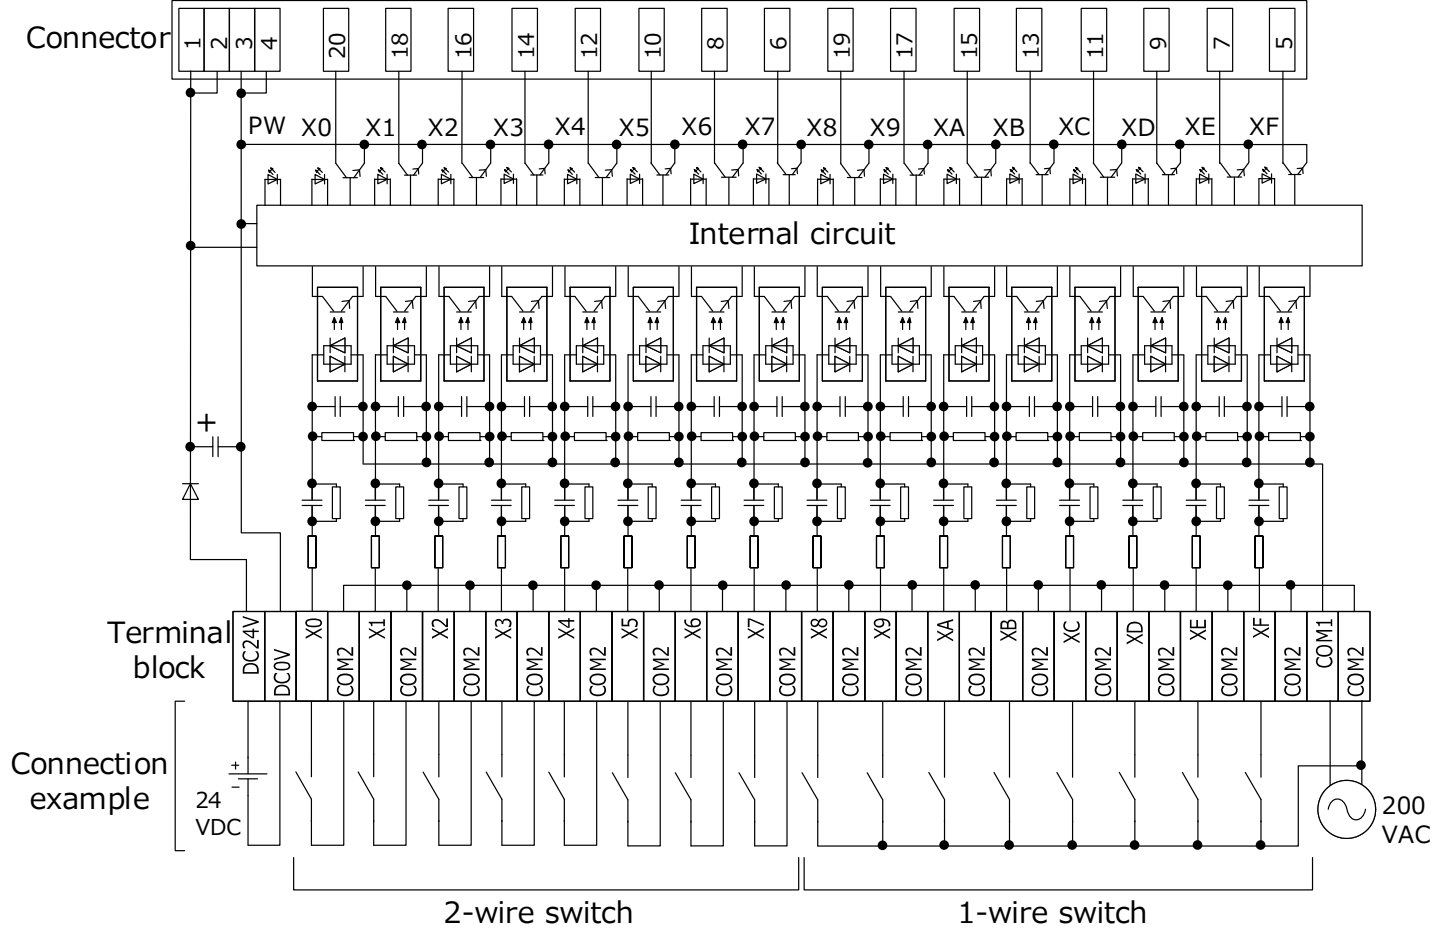 Connector 1 2 3 4 20 18 16 14 12 10 8 6 19 17 15 13 11 9 7 5
PW X0 X1 X2 X3 X4 X5 X6 X7 X8 X9 XA XB XC XD XE XF
Internal circuit
+
Terminal
block
DC24V DC0V X0 COM2 X1 COM2 X2 COM2 X3 COM2 X4 COM2 X5 COM2 X6 COM2 X7 COM2 X8 COM2 X9 COM2 XA COM2 XB COM2 XC COM2 XD COM2 XE COM2 XF COM2 COM1 COM2
Connection
example
+
−
24
VDC
200
VAC
2-wire switch
1-wire switch